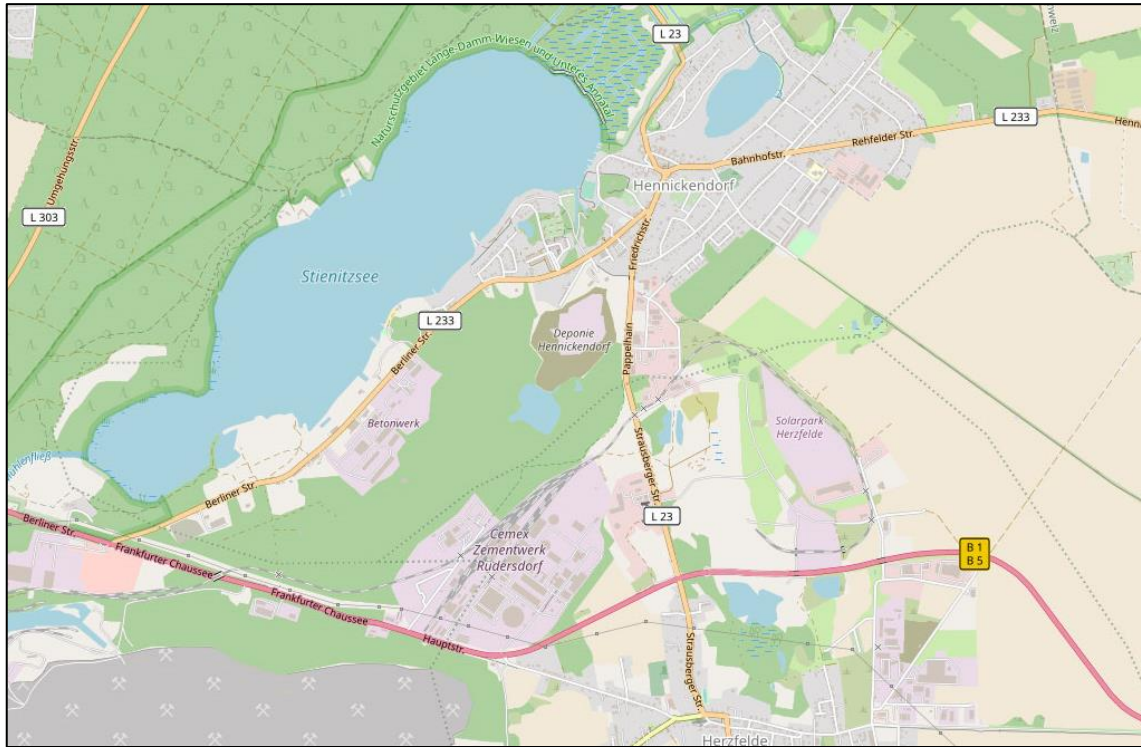 L 23
Naturschutzgebiet Lange-Damm-Wiesen und Unteres Annatal
Umgehungsstr.
L 303
L 233
Rehfelder Str.
Bahnhofstr.
Hennickendorf
Friedrichstr.
Stienitzsee
L 233
Berliner Str.
Deponie
Hennickendorf
Pappelhain
Betonwerk
Solarpark
Herzfelde
Strausberger Str.
Berliner Str.
L 23
Berliner Str.
Frankfurter Chaussee
Cemex
Zementwerk
Rüdersdorf
B 1
B 5
Frankfurter Chaussee
Hauptstr.
Strausberger Str.
Herzfelde